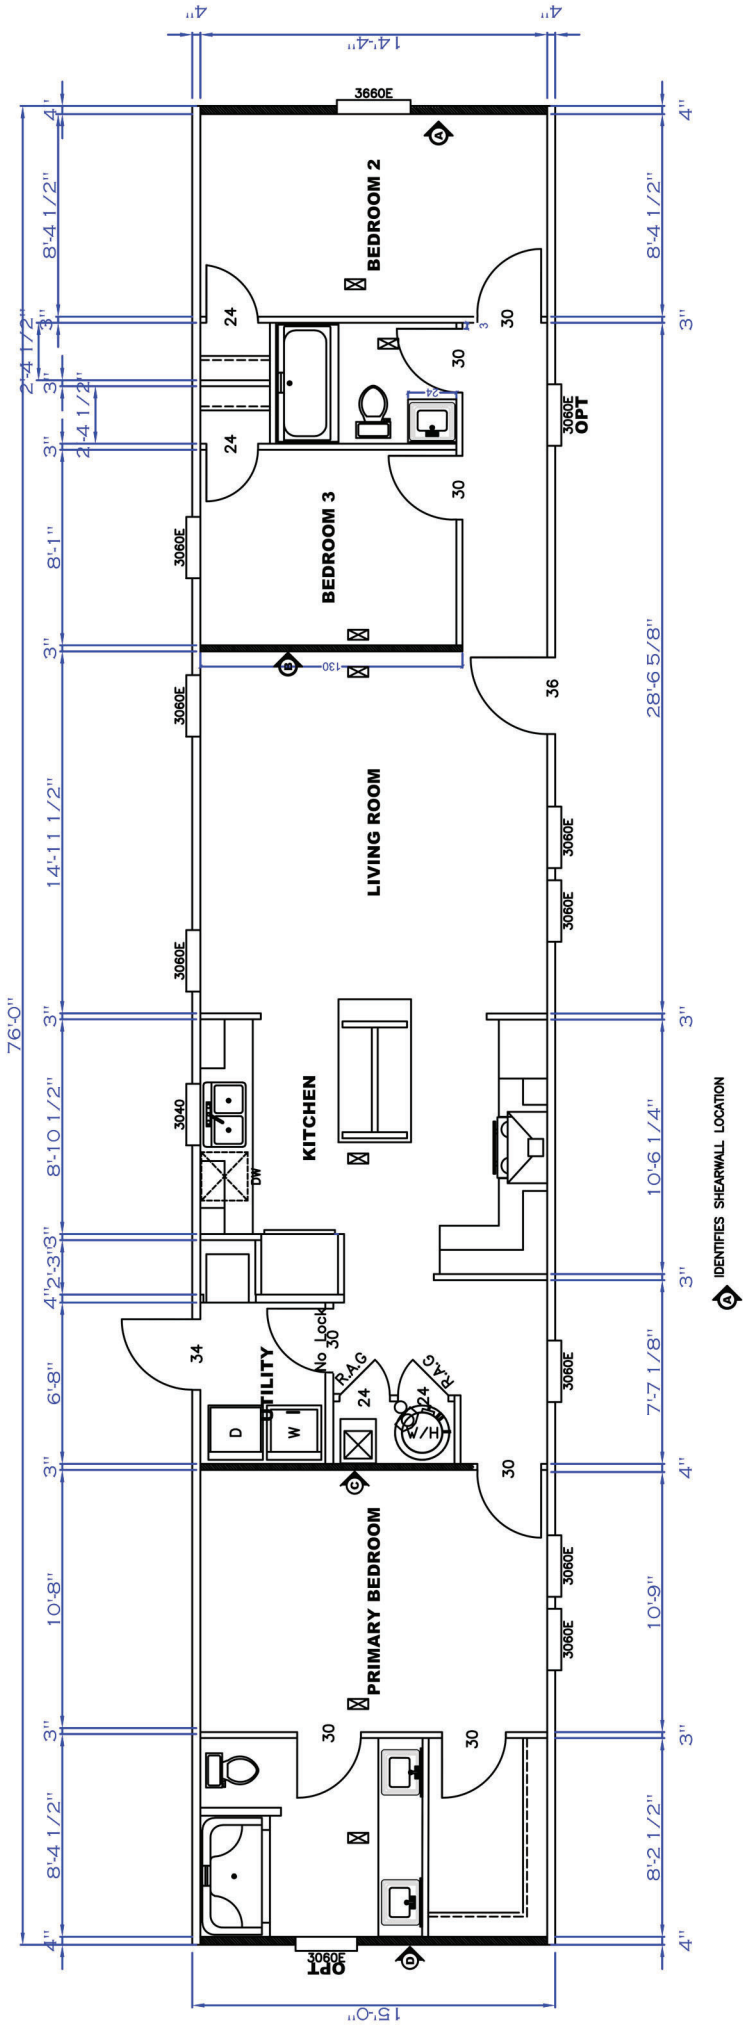 4"
14'-4"
4"
76'-0"
4"
8'-4 1/2"
3"
2'-4 1/2"
3"
2'-4 1/2"
3"
8'-1"
3"
14'-11 1/2"
3"
8'-10 1/2"
3"
2'-3"
4"
6'-8"
3"
10'-8"
3"
8'-4 1/2"
4"
3660E
A
BEDROOM 2
24
30
3
30
24
24
30
3060E
OPT
3060E
BEDROOM 3
B
130
36
3060E
LIVING ROOM
3060E
3060E
3060E
3040
KITCHEN
DW
34
No Lock
30
UTILITY
R.A.G
24
R.A.G
24
D
W
W/H
3060E
C
30
PRIMARY BEDROOM
3060E
3060E
30
30
3060E
OPT
D
4"
8'-4 1/2"
3"
28'-6 5/8"
3"
10'-6 1/4"
3"
7'-7 1/8"
4"
10'-9"
3"
8'-2 1/2"
4"
15'-0"
A IDENTIFIES SHEARWALL LOCATION